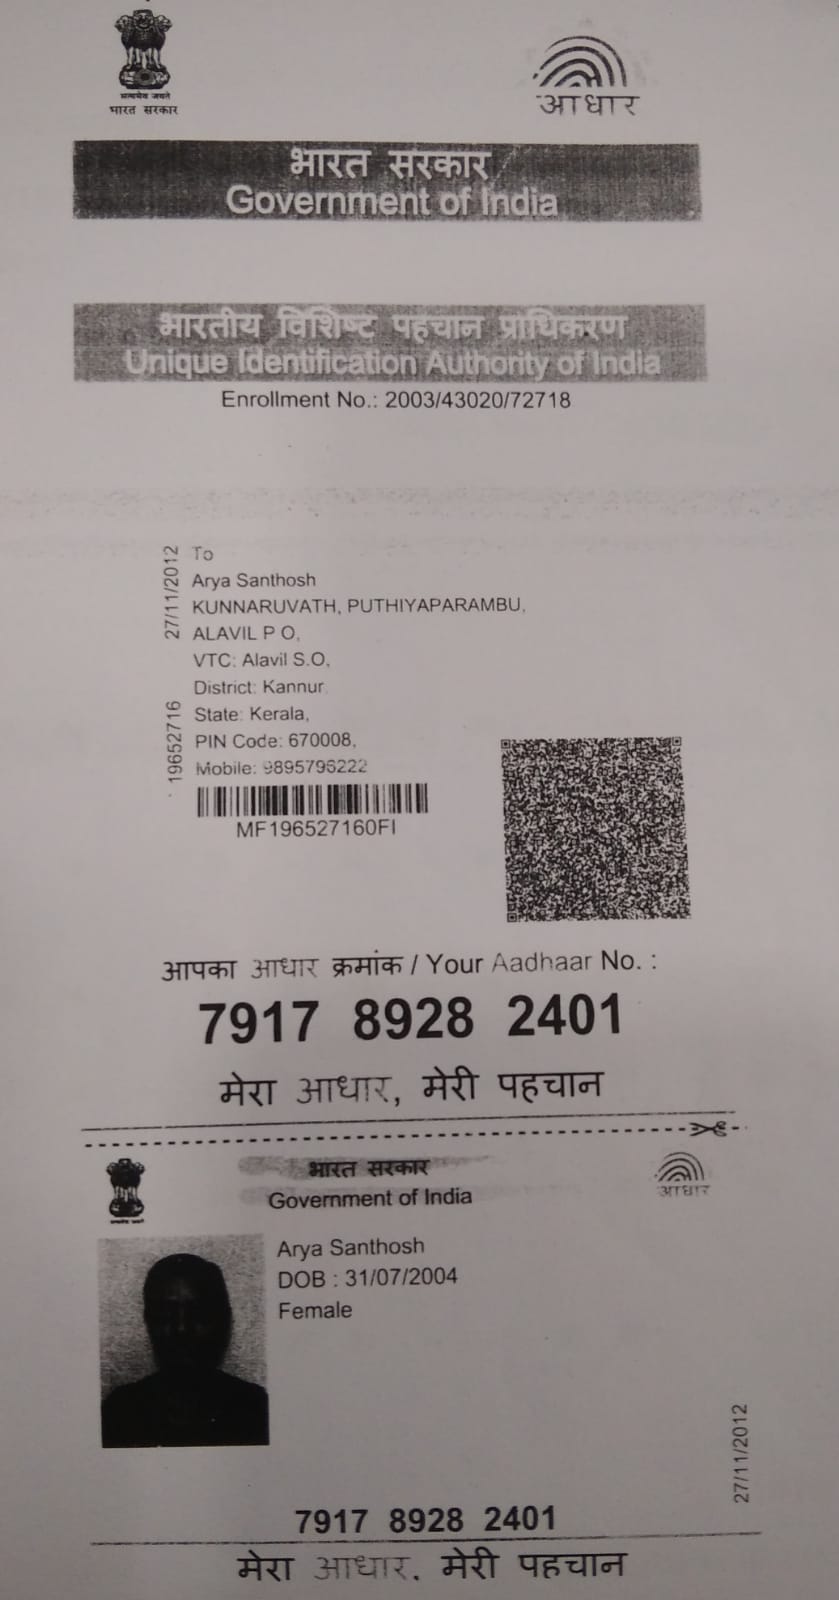 सत्यमेव जयते
भारत सरकार
आधार
भारत सरकार
Government of India
भारतीय विशिष्ट पहचान प्राधिकरण
Unique Identification Authority of India
Enrollment No.: 2003/43020/72718
27/11/2012
19652716
To
Arya Santhosh
KUNNARUVATH, PUTHIYAPARAMBU,
ALAVIL P O,
VTC: Alavil S.O,
District: Kannur
State: Kerala,
PIN Code: 670008,
Mobile: 9895796222
MF196527160FI
आपका आधार क्रमांक / Your Aadhaar No. :
7917 8928 2401
मेरा आधार, मेरी पहचान
भारत सरकार
Government of India
आधार
Arya Santhosh
DOB : 31/07/2004
Female
27/11/2012
7917 8928 2401
मेरा आधार, मेरी पहचान